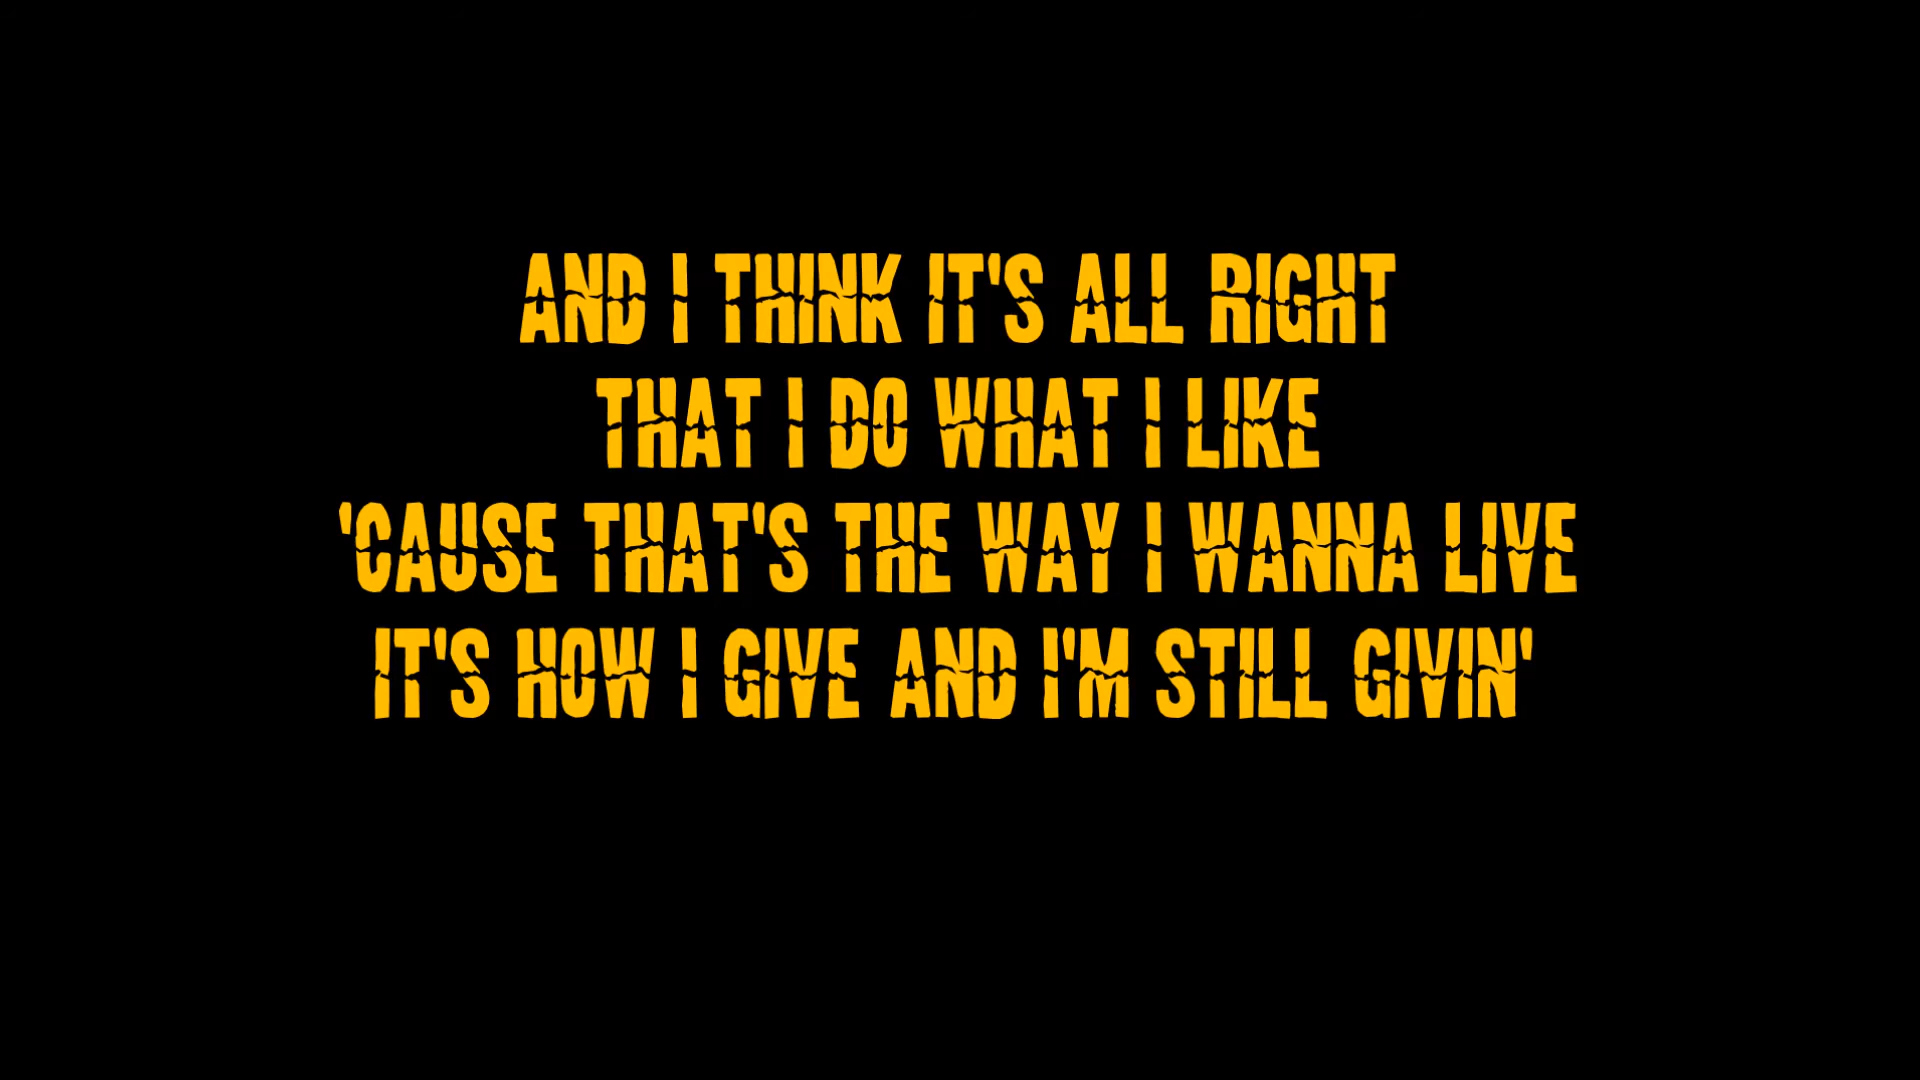 AND I THINK IT'S ALL RIGHT
THAT I DO WHAT I LIKE
'CAUSE THAT'S THE WAY I WANNA LIVE
IT'S HOW I GIVE AND I'M STILL GIVIN'